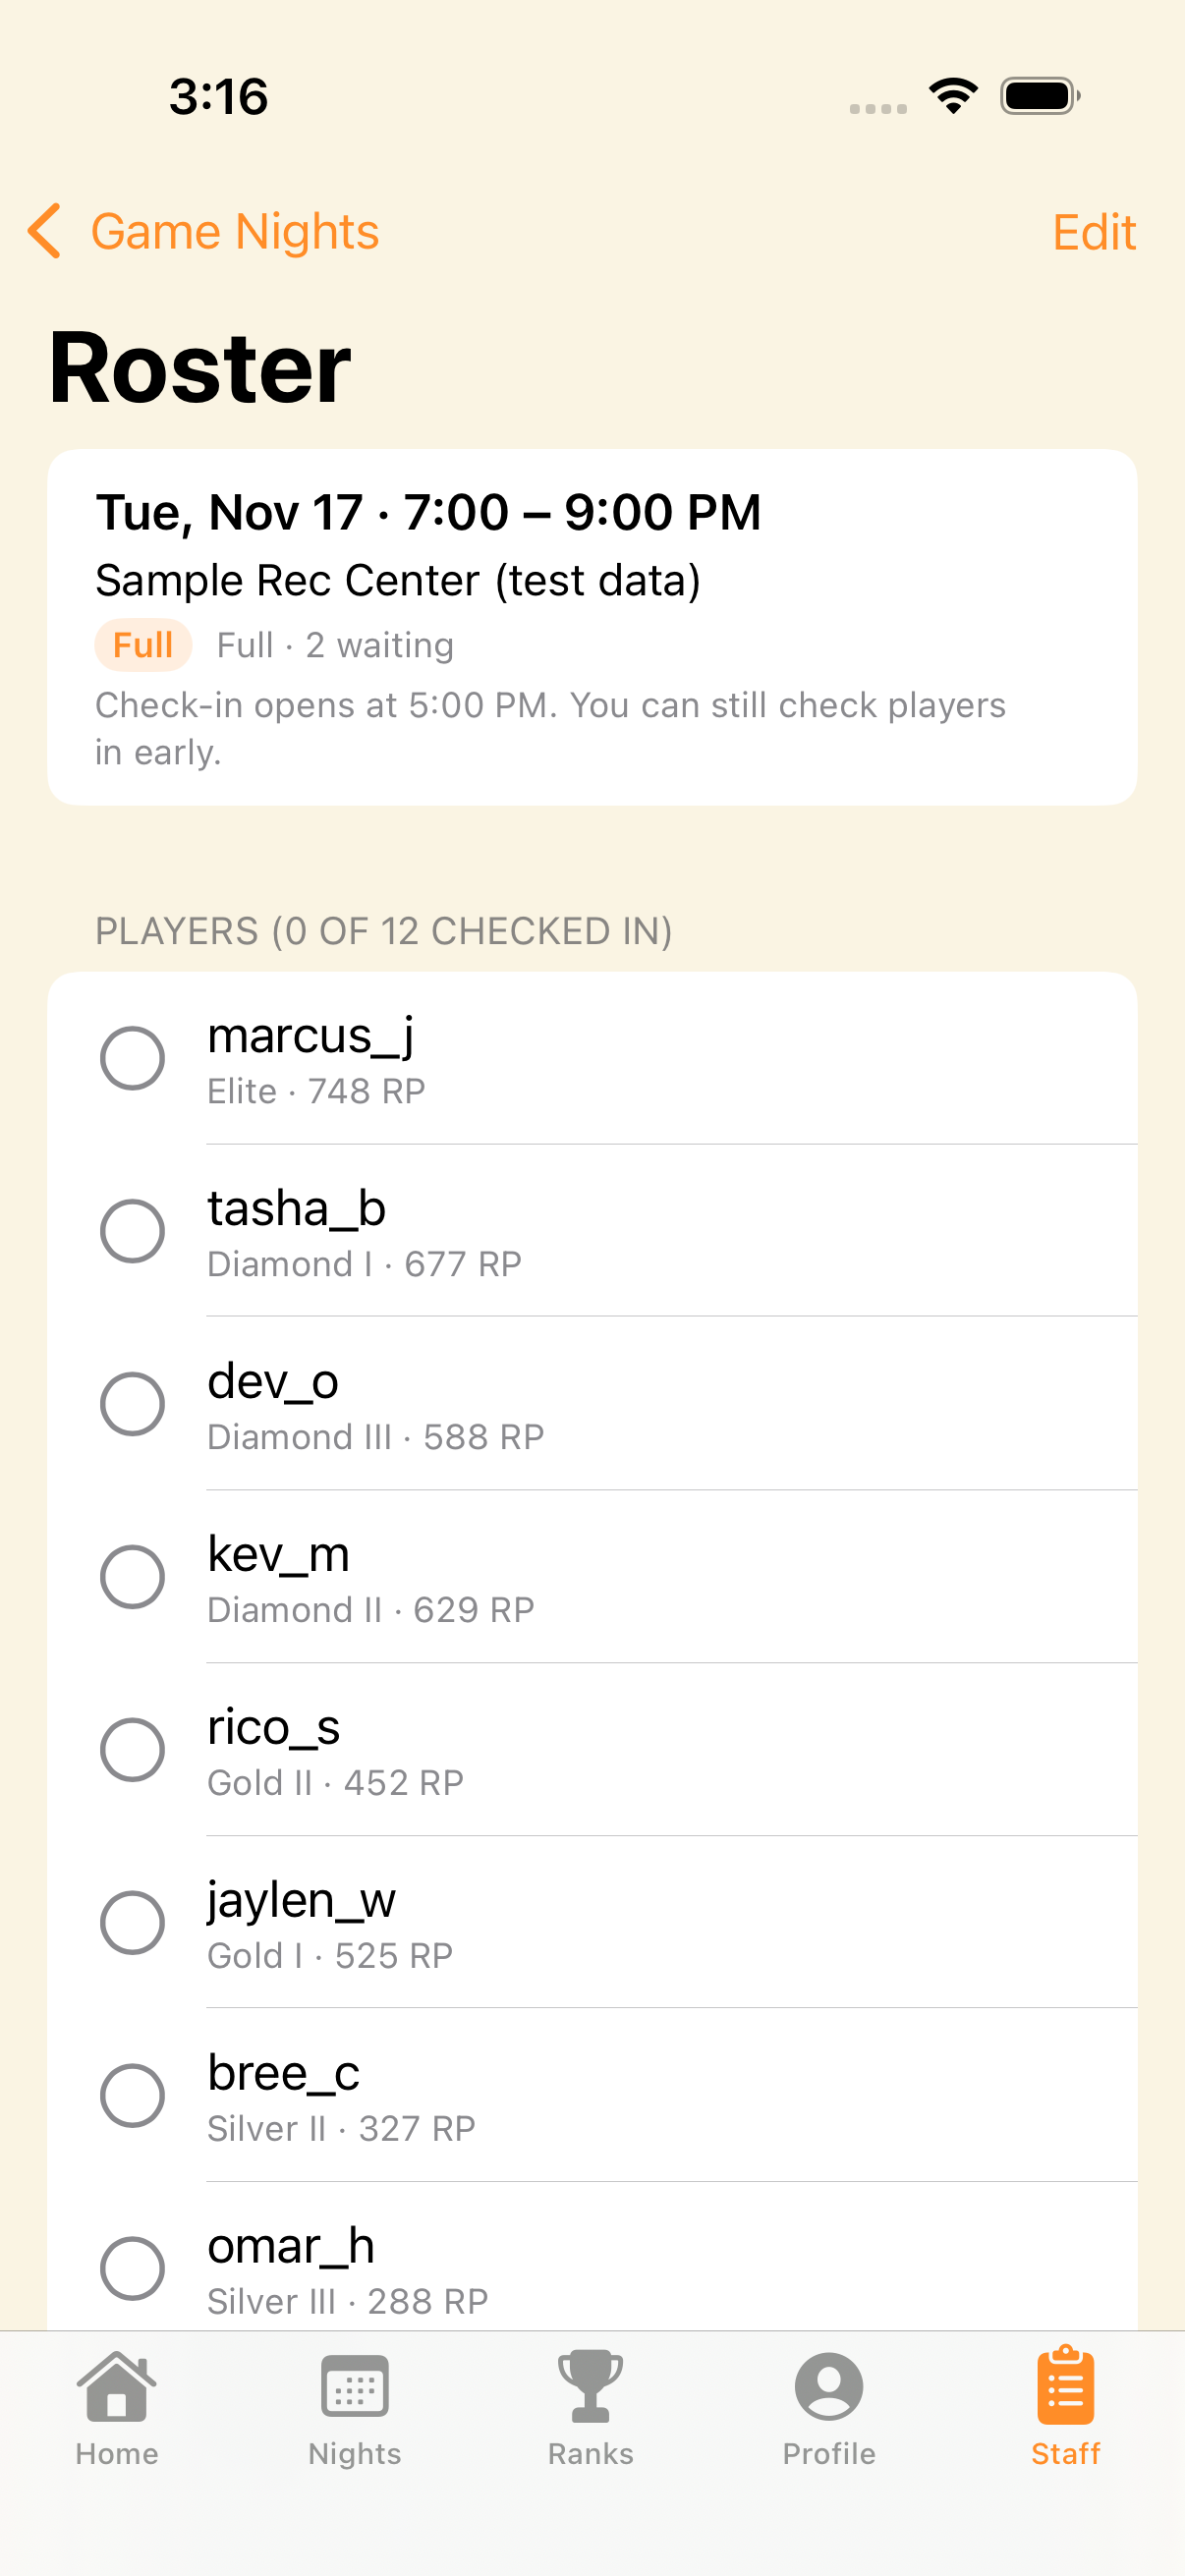 3:16
Game Nights
Edit
Roster
Tue, Nov 17 · 7:00 – 9:00 PM
Sample Rec Center (test data)
Full Full · 2 waiting
Check-in opens at 5:00 PM. You can still check players
in early.
PLAYERS (0 OF 12 CHECKED IN)
marcus_j
Elite · 748 RP
tasha_b
Diamond I · 677 RP
dev_o
Diamond III · 588 RP
kev_m
Diamond II · 629 RP
rico_s
Gold II · 452 RP
jaylen_w
Gold I · 525 RP
bree_c
Silver II · 327 RP
omar_h
Silver III · 288 RP
Home Nights Ranks Profile Staff